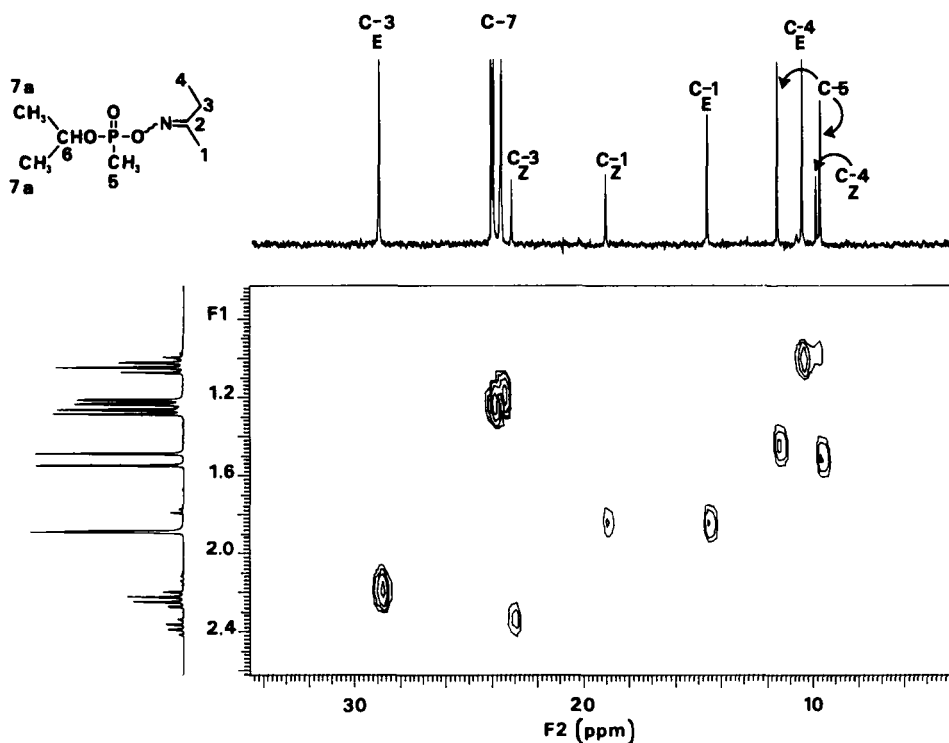 C-3
E
C-7
C-3
Z
C-1
Z
C-1
E
C-4
E
C-5
C-4
Z
7a
CH₃
CHO-P-O
O
N
4
3
2
1
6
CH₃
CH₃
5
7a
F1
1.2
1.6
2.0
2.4
30
20
10
F2 (ppm)